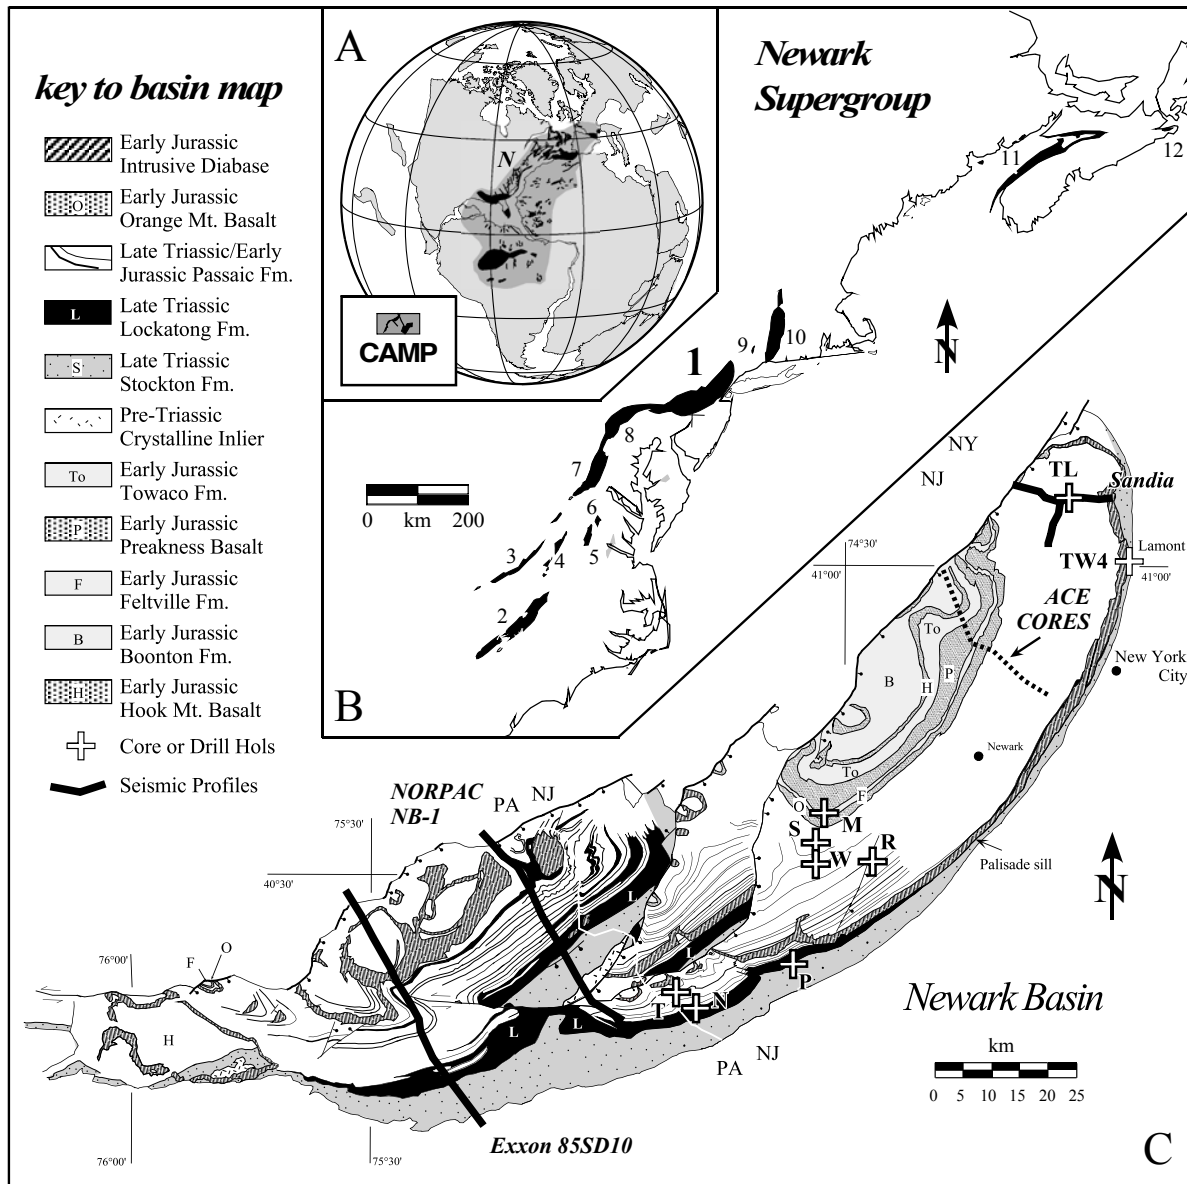 key to basin map
Early Jurassic
Intrusive Diabase
O
Early Jurassic
Orange Mt. Basalt
Late Triassic/Early
Jurassic Passaic Fm.
L
Late Triassic
Lockatong Fm.
S
Late Triassic
Stockton Fm.
Pre-Triassic
Crystalline Inlier
To
Early Jurassic
Towaco Fm.
P
Early Jurassic
Preakness Basalt
F
Early Jurassic
Feltville Fm.
B
Early Jurassic
Boonton Fm.
H
Early Jurassic
Hook Mt. Basalt
Core or Drill Hols
Seismic Profiles
A
N
CAMP
Newark
Supergroup
12
11
10
9
1
8
7
6
5
4
3
2
0 km 200
N
B
NY
NJ
TL
Sandia
TW4
Lamont
41°00'
74°30'
41°00'
ACE
CORES
New York
City
To
P
B
H
Newark
To
F
O
M
S
W
R
Palisade sill
N
NORPAC
NB-1
PA
NJ
75°30'
40°30'
L
L
76°00'
O
F
H
L
L
T
N
P
PA
NJ
Newark Basin
km
0 5 10 15 20 25
76°00'
75°30'
Exxon 85SD10
C